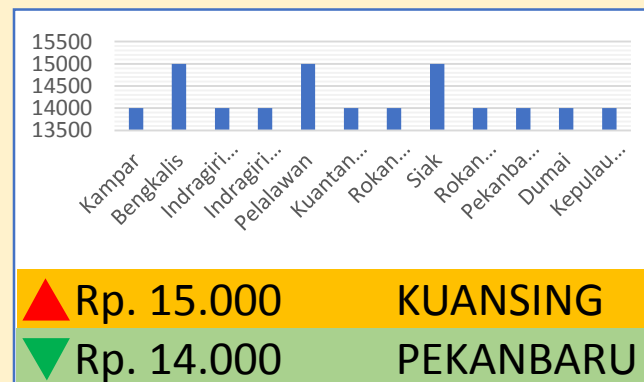 15500
15000
14500
14000
13500
Kampar
Bengkalis
Indragiri...
Indragiri...
Pelalawan
Kuantan...
Rokan...
Siak
Rokan...
Pekanba...
Dumai
Kepulau...
Rp. 15.000 KUANSING
Rp. 14.000 PEKANBARU